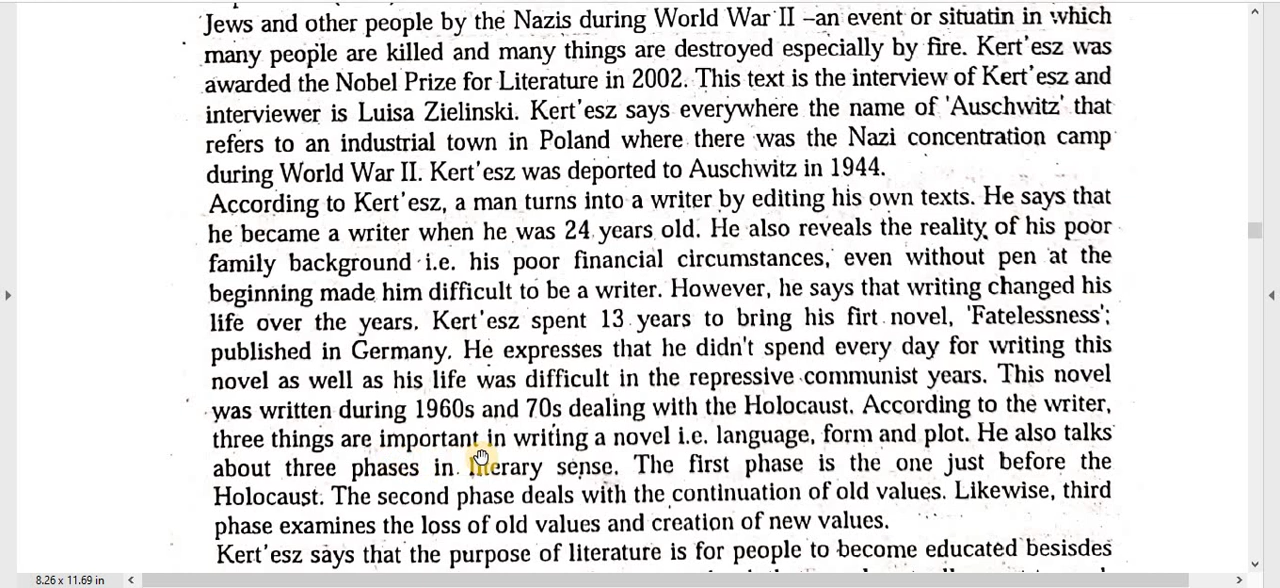 Jews and other people by the Nazis during World War II –an event or situatin in which
many people are killed and many things are destroyed especially by fire. Kert'esz was
awarded the Nobel Prize for Literature in 2002. This text is the interview of Kert'esz and
interviewer is Luisa Zielinski. Kert'esz says everywhere the name of 'Auschwitz' that
refers to an industrial town in Poland where there was the Nazi concentration camp
during World War II. Kert'esz was deported to Auschwitz in 1944.
According to Kert'esz, a man turns into a writer by editing his own texts. He says that
he became a writer when he was 24 years old. He also reveals the reality of his poor
family background i.e. his poor financial circumstances, even without pen at the
beginning made him difficult to be a writer. However, he says that writing changed his
life over the years. Kert'esz spent 13 years to bring his firt novel, 'Fatelessness';
published in Germany. He expresses that he didn't spend every day for writing this
novel as well as his life was difficult in the repressive communist years. This novel
was written during 1960s and 70s dealing with the Holocaust. According to the writer,
three things are important in writing a novel i.e. language, form and plot. He also talks
about three phases in literary sense. The first phase is the one just before the
Holocaust. The second phase deals with the continuation of old values. Likewise, third
phase examines the loss of old values and creation of new values.
Kert'esz says that the purpose of literature is for people to become educated besisdes
8.26 x 11.69 in